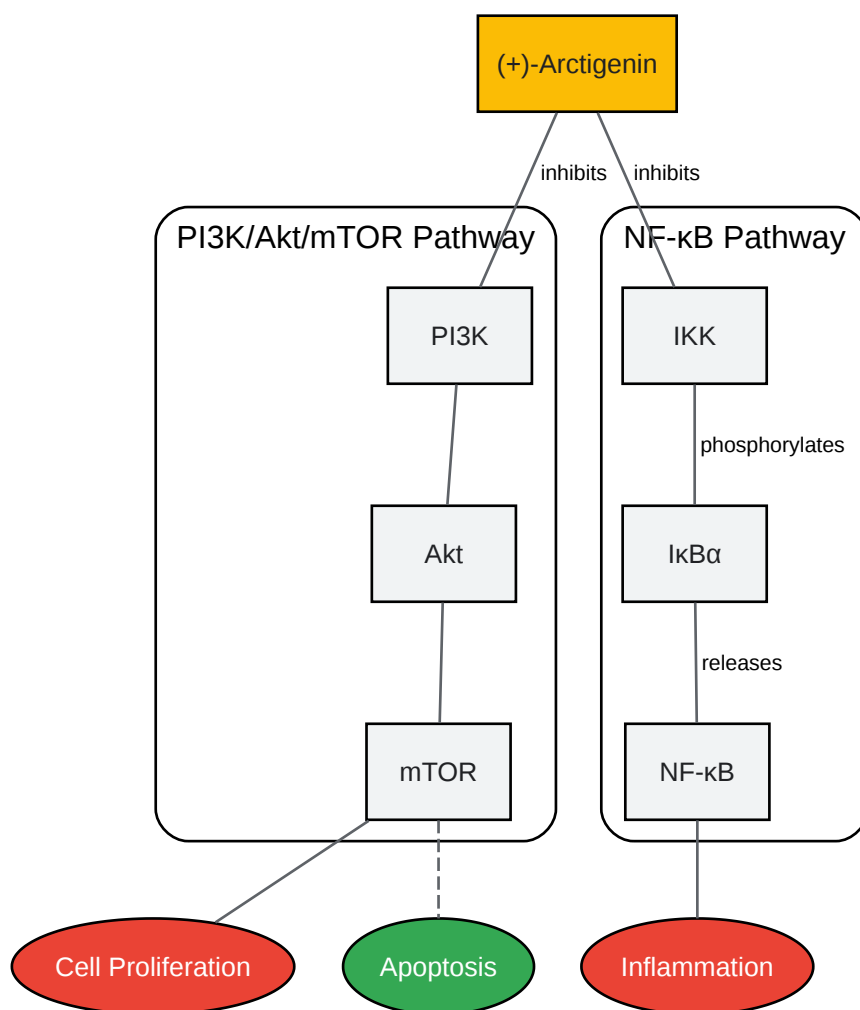 (+)-Arctigenin
inhibits inhibits
PI3K/Akt/mTOR Pathway NF-κB Pathway
PI3K IKK
phosphorylates
Akt IκBα
releases
mTOR NF-κB
Cell Proliferation Apoptosis Inflammation